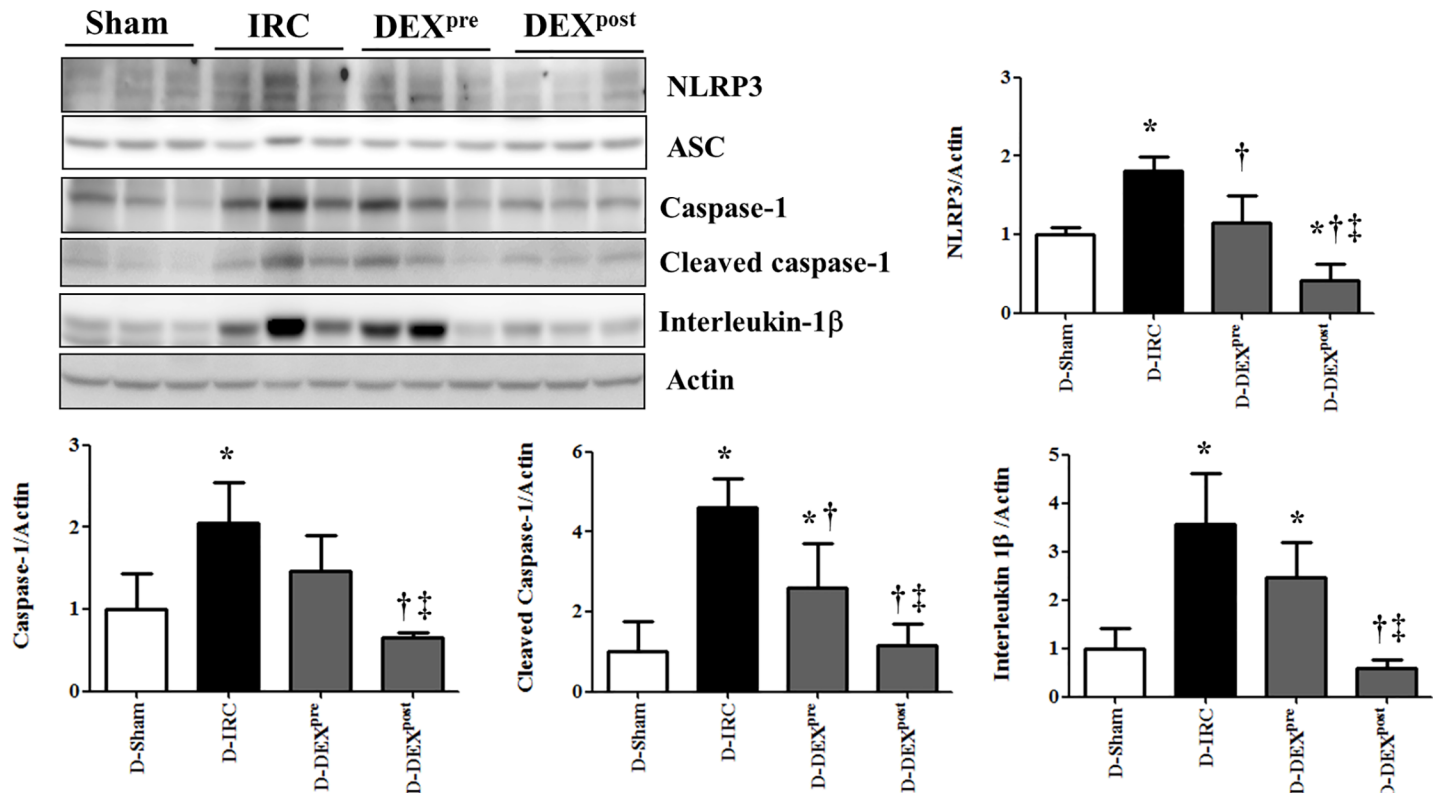 Sham IRC DEXpre DEXpost
NLRP3
ASC
Caspase-1
Cleaved caspase-1
Interleukin-1β
Actin
NLRP3/Actin
3
2
1
0
*
†
*†‡
D-Sham
D-IRC
D-DEXpre
D-DEXpost
Caspase-1/Actin
3
2
1
0
*
†‡
D-Sham
D-IRC
D-DEXpre
D-DEXpost
Cleaved Caspase-1/Actin
6
4
2
0
*
*†
†‡
D-Sham
D-IRC
D-DEXpre
D-DEXpost
Interleukin 1β /Actin
5
4
3
2
1
0
*
*
†‡
D-Sham
D-IRC
D-DEXpre
D-DEXpost